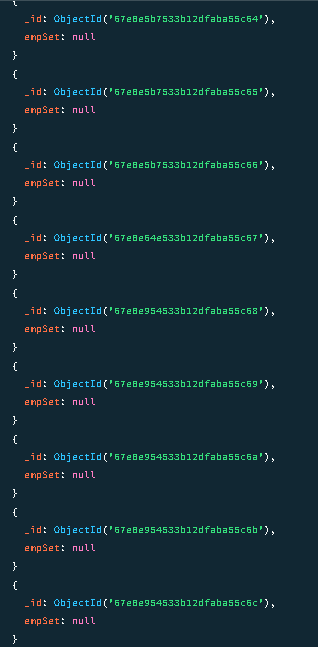 {
_id: ObjectId('67e8e5b7533b12dfaba55c64'),
empSet: null
}
{
_id: ObjectId('67e8e5b7533b12dfaba55c65'),
empSet: null
}
{
_id: ObjectId('67e8e5b7533b12dfaba55c66'),
empSet: null
}
{
_id: ObjectId('67e8e64e533b12dfaba55c67'),
empSet: null
}
{
_id: ObjectId('67e8e954533b12dfaba55c68'),
empSet: null
}
{
_id: ObjectId('67e8e954533b12dfaba55c69'),
empSet: null
}
{
_id: ObjectId('67e8e954533b12dfaba55c6a'),
empSet: null
}
{
_id: ObjectId('67e8e954533b12dfaba55c6b'),
empSet: null
}
{
_id: ObjectId('67e8e954533b12dfaba55c6c'),
empSet: null
}